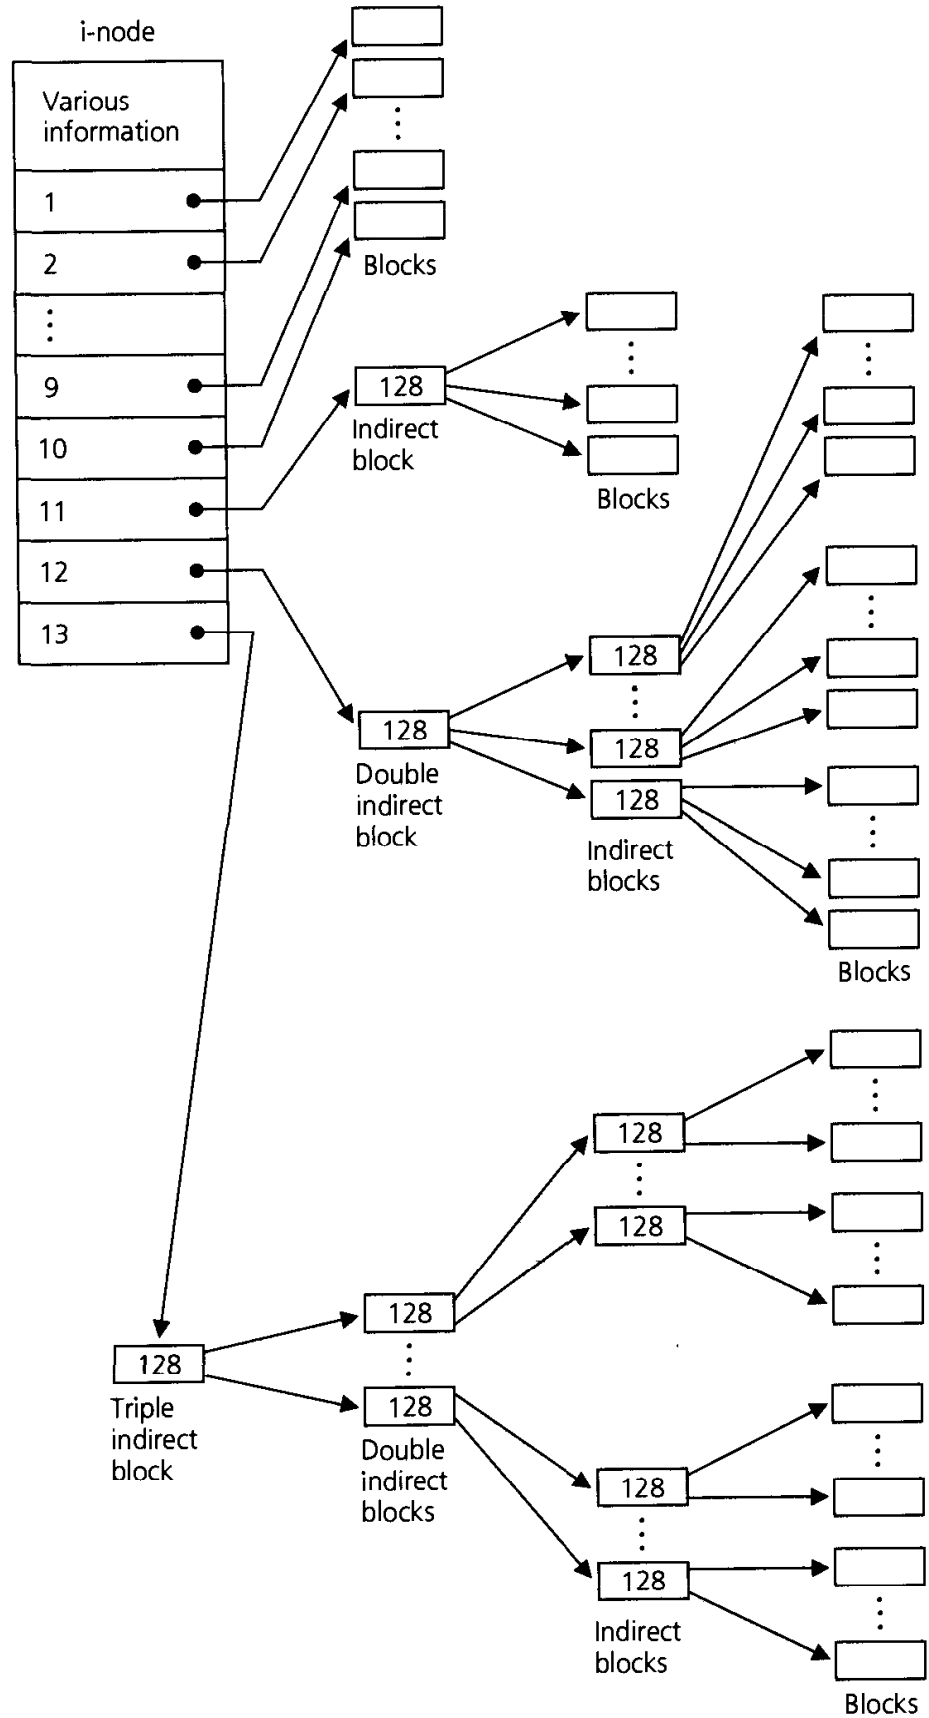 i-node
Various
information
1
2
9
10
11
12
13
Blocks
128
Indirect
block
Blocks
128
Double
indirect
block
128
128
128
Indirect
blocks
Blocks
128
Triple
indirect
block
128
128
Double
indirect
blocks
128
128
128
128
Indirect
blocks
Blocks